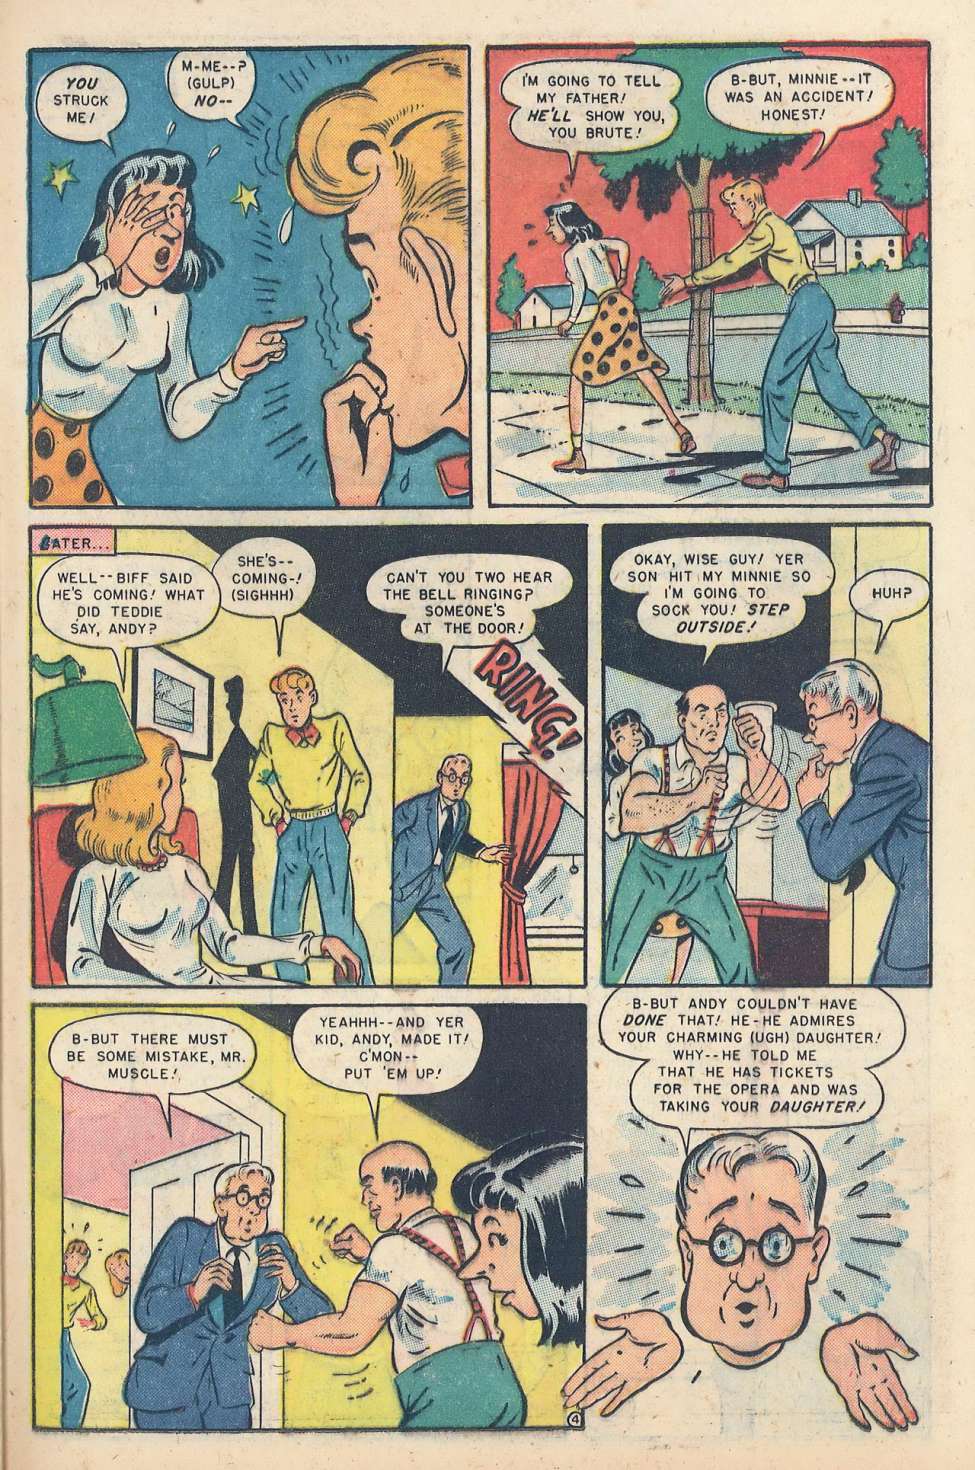 YOU
STRUCK
ME!
M-ME--?
(GULP)
NO--
I'M GOING TO TELL
MY FATHER!
HE'LL SHOW YOU,
YOU BRUTE!
B-BUT, MINNIE--IT
WAS AN ACCIDENT!
HONEST!
LATER...
WELL--BIFF SAID
HE'S COMING! WHAT
DID TEDDIE
SAY, ANDY?
SHE'S--
COMING-!
(SIGHHH)
CAN'T YOU TWO HEAR
THE BELL RINGING?
SOMEONE'S
AT THE DOOR!
RING!
OKAY, WISE GUY! YER
SON HIT MY MINNIE SO
I'M GOING TO
SOCK YOU! STEP
OUTSIDE!
HUH?
B-BUT THERE MUST
BE SOME MISTAKE, MR.
MUSCLE!
YEAHHH--AND YER
KID, ANDY, MADE IT!
C'MON--
PUT 'EM UP!
4
B-BUT ANDY COULDN'T HAVE
DONE THAT! HE-HE ADMIRES
YOUR CHARMING (UGH) DAUGHTER!
WHY--HE TOLD ME
THAT HE HAS TICKETS
FOR THE OPERA AND WAS
TAKING YOUR DAUGHTER!